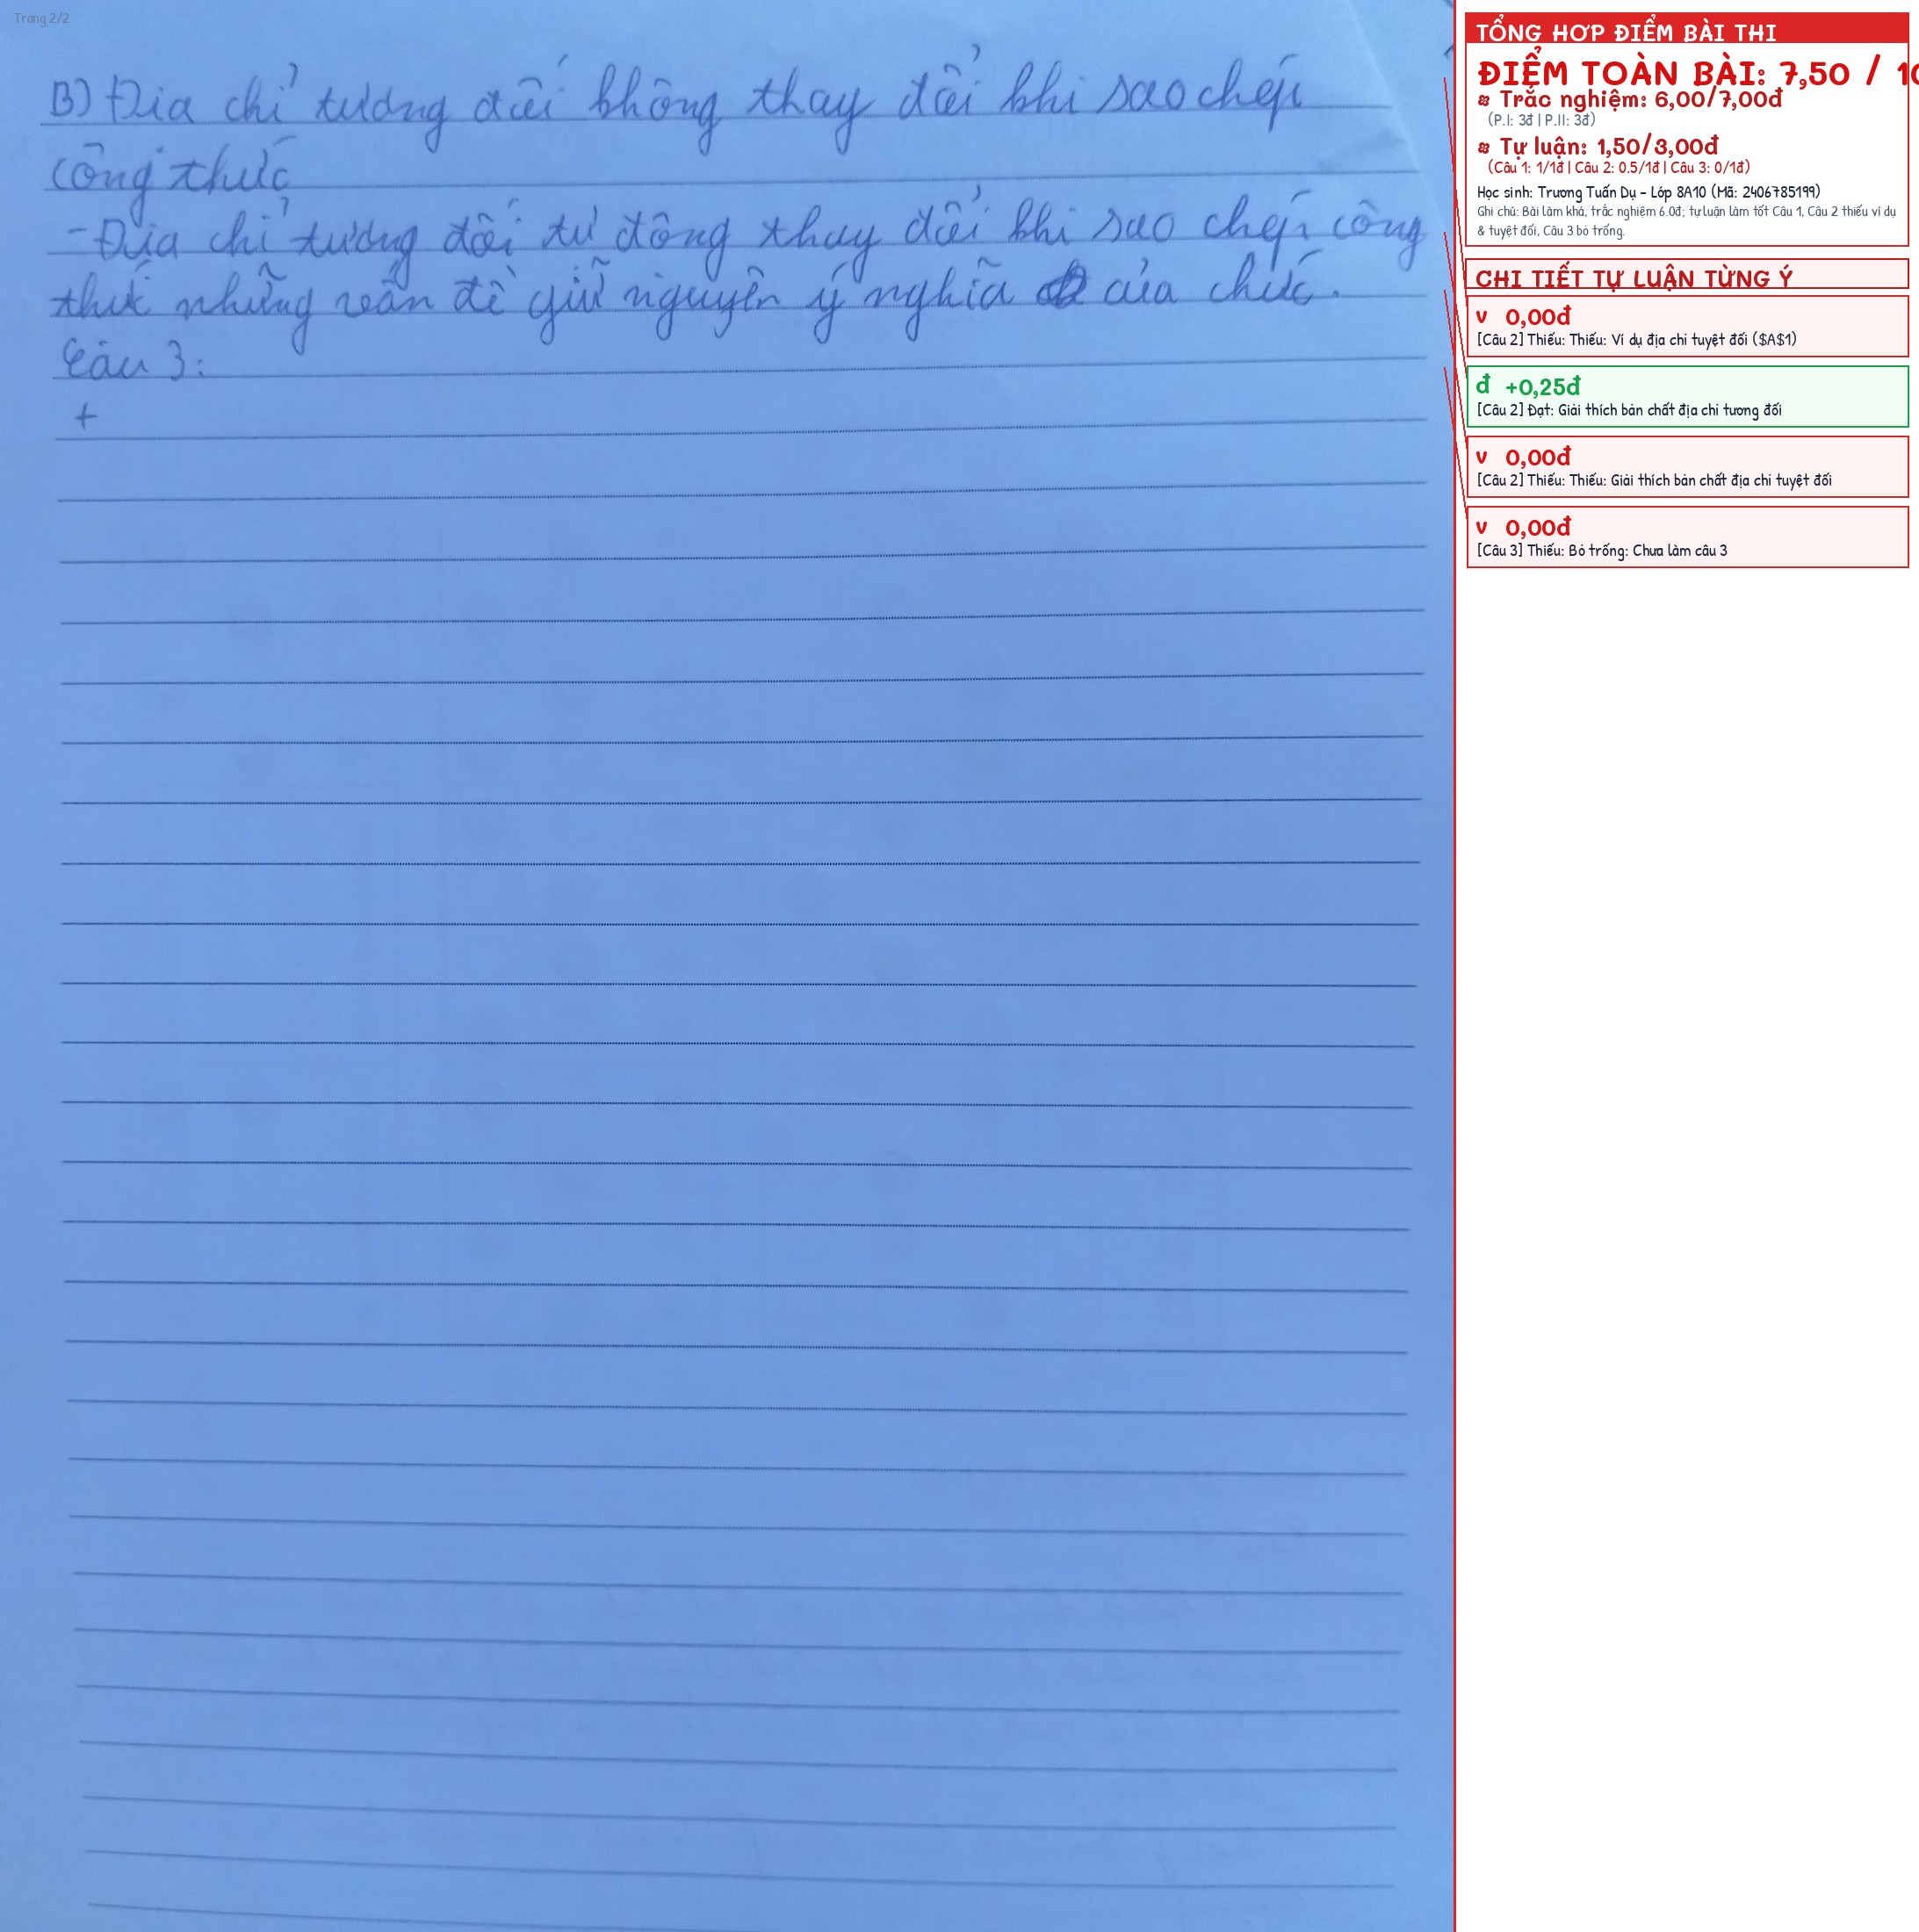 Trang 2/2
B) Địa chỉ tương đối không thay đổi khi sao chép
công thức
- Địa chỉ tương đối tự động thay đổi khi sao chép công
thức nhưng vẫn để giữ nguyên ý nghĩa của chức.
Câu 3:
+
TỔNG HỢP ĐIỂM BÀI THI
ĐIỂM TOÀN BÀI: 7,50 / 10
Trắc nghiệm: 6,00/7,00đ
(P.I: 3đ | P.II: 3đ)
Tự luận: 1,50/3,00đ
(Câu 1: 1/1đ | Câu 2: 0.5/1đ | Câu 3: 0/1đ)
Học sinh: Trương Tuấn Dụ - Lớp 8A10 (Mã: 2406785199)
Ghi chú: Bài làm khá, trắc nghiệm 6.0đ; tự luận làm tốt Câu 1, Câu 2 thiếu ví dụ
& tuyệt đối, Câu 3 bỏ trống.
CHI TIẾT TỰ LUẬN TỪNG Ý
v 0,00đ
[Câu 2] Thiếu: Thiếu: Ví dụ địa chỉ tuyệt đối ($A$1)
đ +0,25đ
[Câu 2] Đạt: Giải thích bản chất địa chỉ tương đối
v 0,00đ
[Câu 2] Thiếu: Thiếu: Giải thích bản chất địa chỉ tuyệt đối
v 0,00đ
[Câu 3] Thiếu: Bỏ trống: Chưa làm câu 3